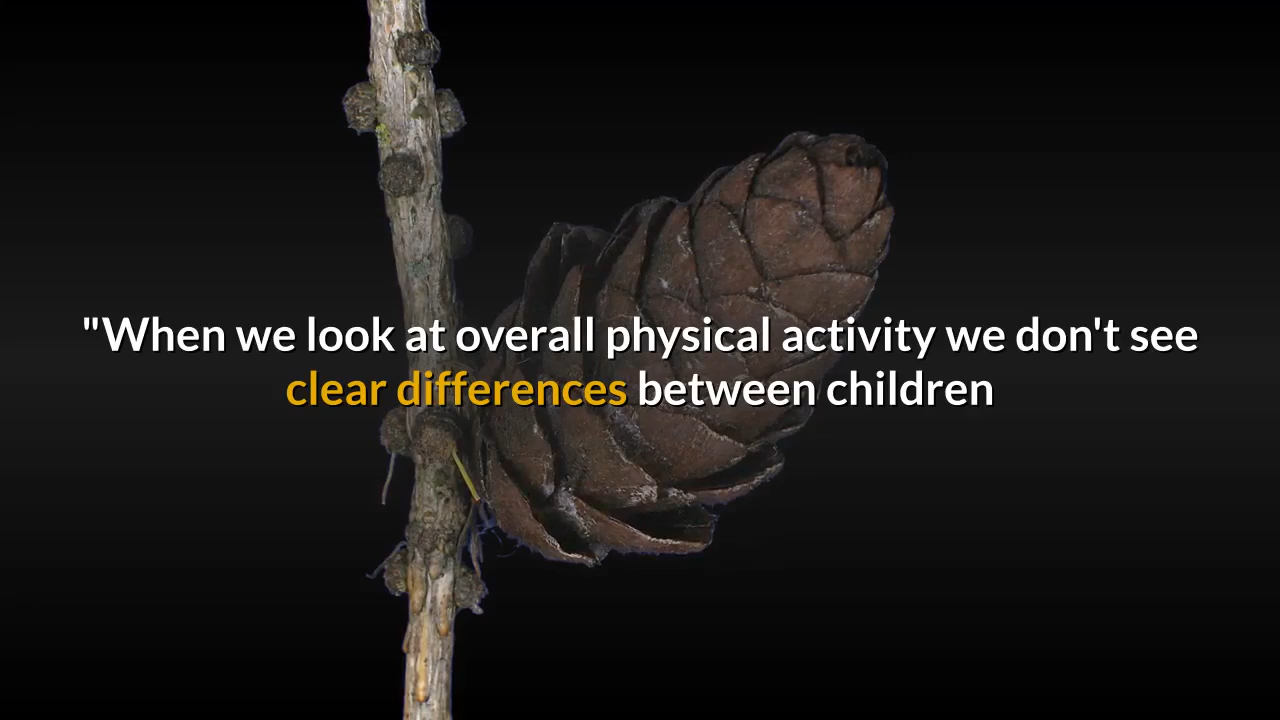 "When we look at overall physical activity we don't see
clear differences between children